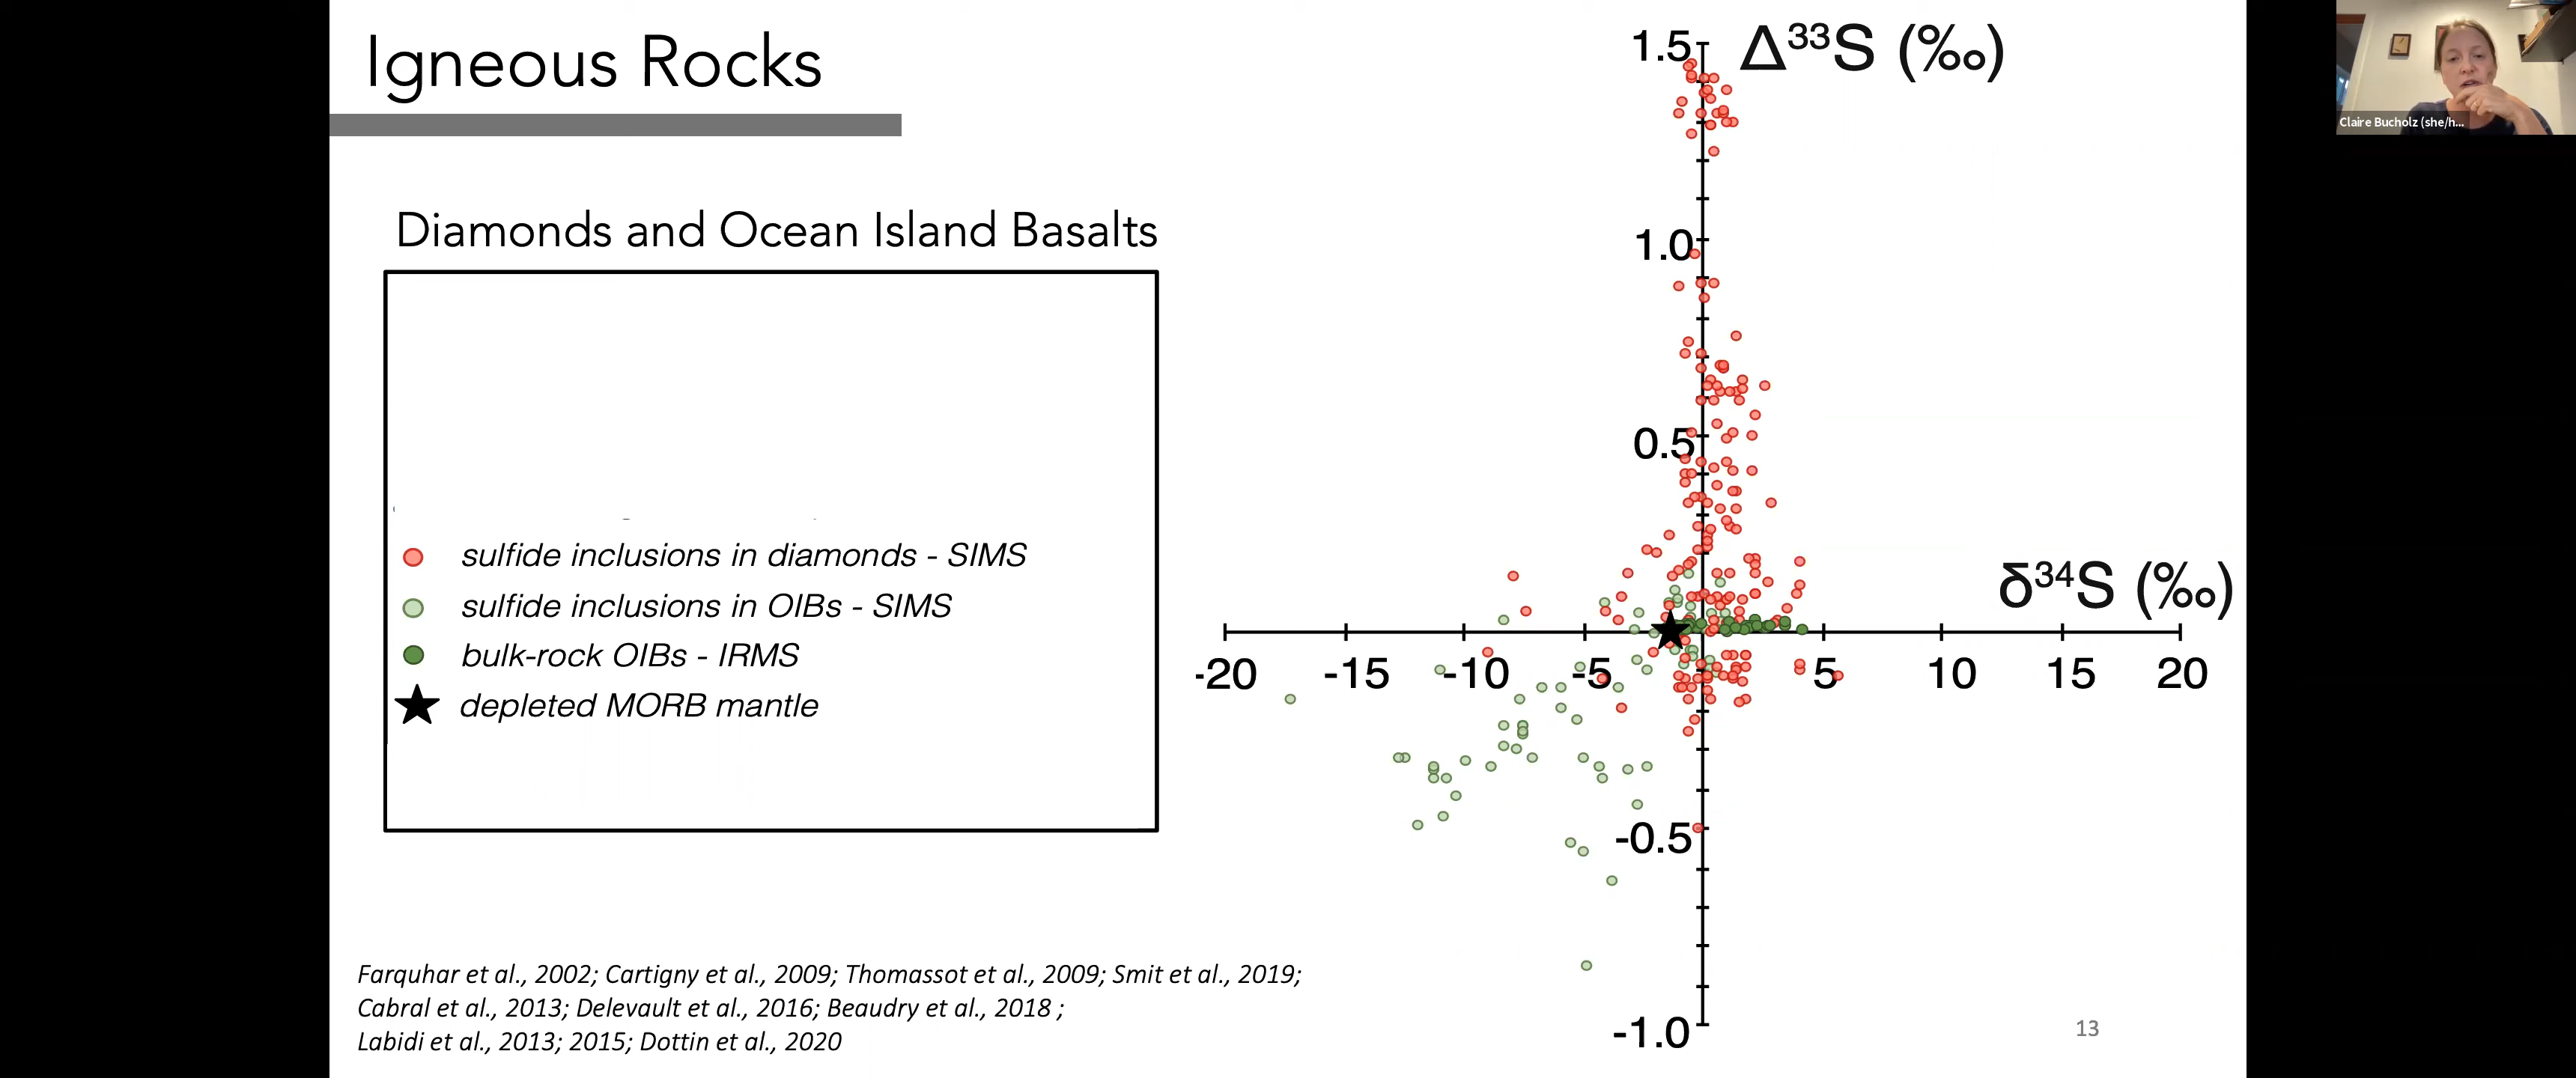 Igneous Rocks
Diamonds and Ocean Island Basalts
sulfide inclusions in diamonds - SIMS
sulfide inclusions in OIBs - SIMS
bulk-rock OIBs - IRMS
depleted MORB mantle
Farquhar et al., 2002; Cartigny et al., 2009; Thomassot et al., 2009; Smit et al., 2019;
Cabral et al., 2013; Delevault et al., 2016; Beaudry et al., 2018 ;
Labidi et al., 2013; 2015; Dottin et al., 2020
Δ³³S (‰)
1.5
1.0
0.5
δ³⁴S (‰)
-20 -15 -10 -5 5 10 15 20
-0.5
-1.0
13
Claire Bucholz (she/h...